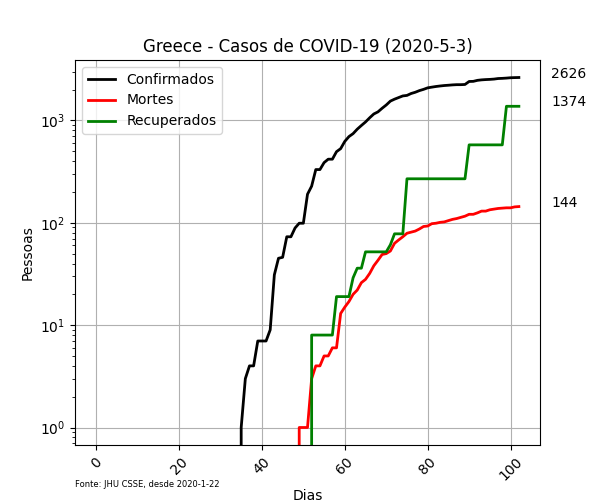 Greece - Casos de COVID-19 (2020-5-3)
Confirmados
Mortes
Recuperados
2626
1374
144
Pessoas
10³
10²
10¹
10⁰
0
20
40
60
80
100
Dias
Fonte: JHU CSSE, desde 2020-1-22